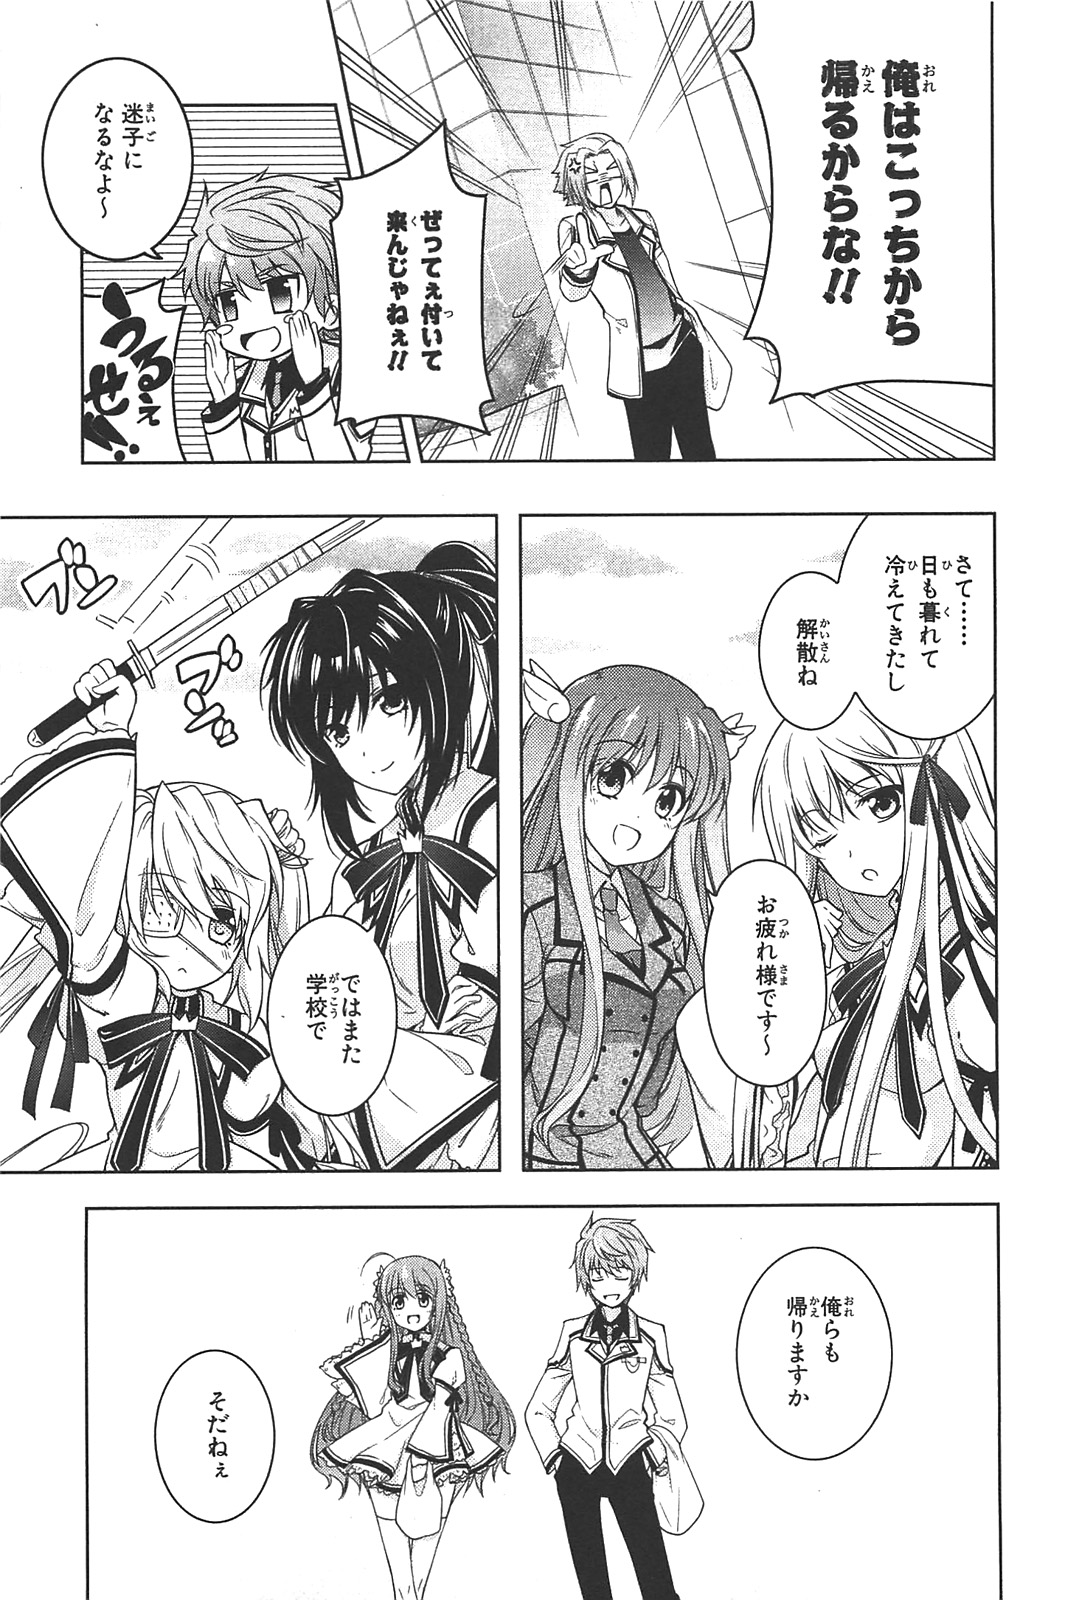 俺はこっちから
帰るからな!!
ぜってぇ付いて
来んじゃねぇ!!
迷子に
なるなよ〜
うるえ
せ!!
さて……
日も暮れて
冷えてきたし
解散ね
お疲れ様です〜
ブン
ブン
ではまた
学校で
俺らも
帰りますか
そだねぇ